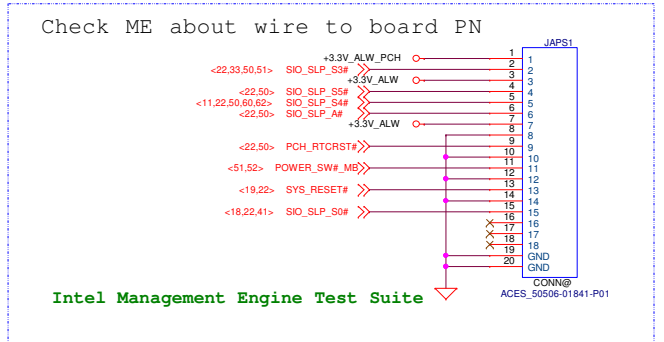 Check ME about wire to board PN
JAPS1
+3.3V_ALW_PCH 1 1
<22,33,50,51> SIO_SLP_S3# 2 2
+3.3V_ALW 3 3
<22,50> SIO_SLP_S5# 4 4
<11,22,50,60,62> SIO_SLP_S4# 5 5
<22,50> SIO_SLP_A# 6 6
+3.3V_ALW 7 7
8 8
<22,50> PCH_RTCRST# 9 9
10 10
<51,52> POWER_SW#_MB 11 11
12 12
<19,22> SYS_RESET# 13 13
14 14
<18,22,41> SIO_SLP_S0# 15 15
16 16
17 17
18 18
19 GND
20 GND
CONN@
ACES_50506-01841-P01
Intel Management Engine Test Suite